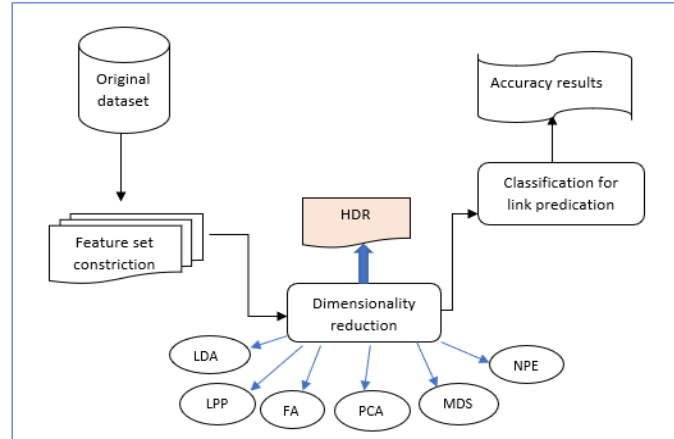 Original
dataset
Accuracy results
Classification for
link predication
HDR
Feature set
constriction
Dimensionality
reduction
LDA
LPP
FA
PCA
MDS
NPE